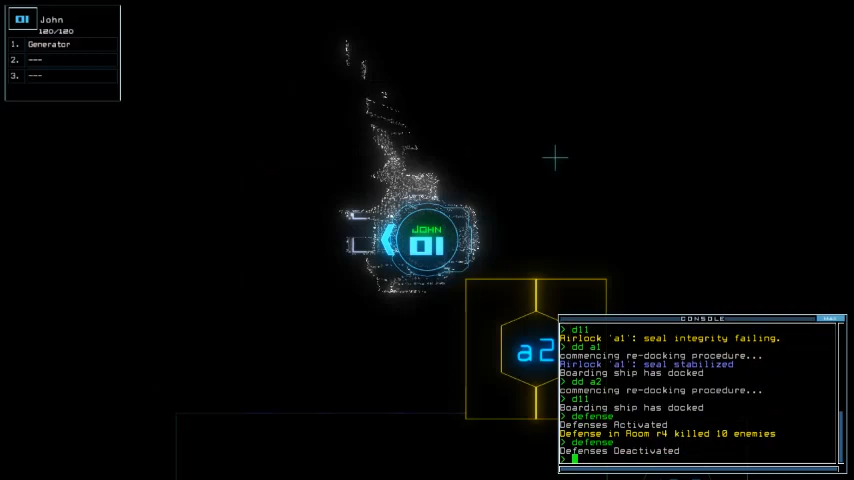 01 John
120/120
1. Generator
2. ---
3. ---
JOHN
01
a2
CONSOLE
> d11
Airlock 'a1': seal integrity failing.
> dd a1
commencing re-docking procedure...
Airlock 'a1': seal stabilized
Boarding ship has docked
> dd a2
commencing re-docking procedure...
> d11
Boarding ship has docked
> defense
Defenses Activated
Defense in Room r4 killed 10 enemies
> defense
Defenses Deactivated
>